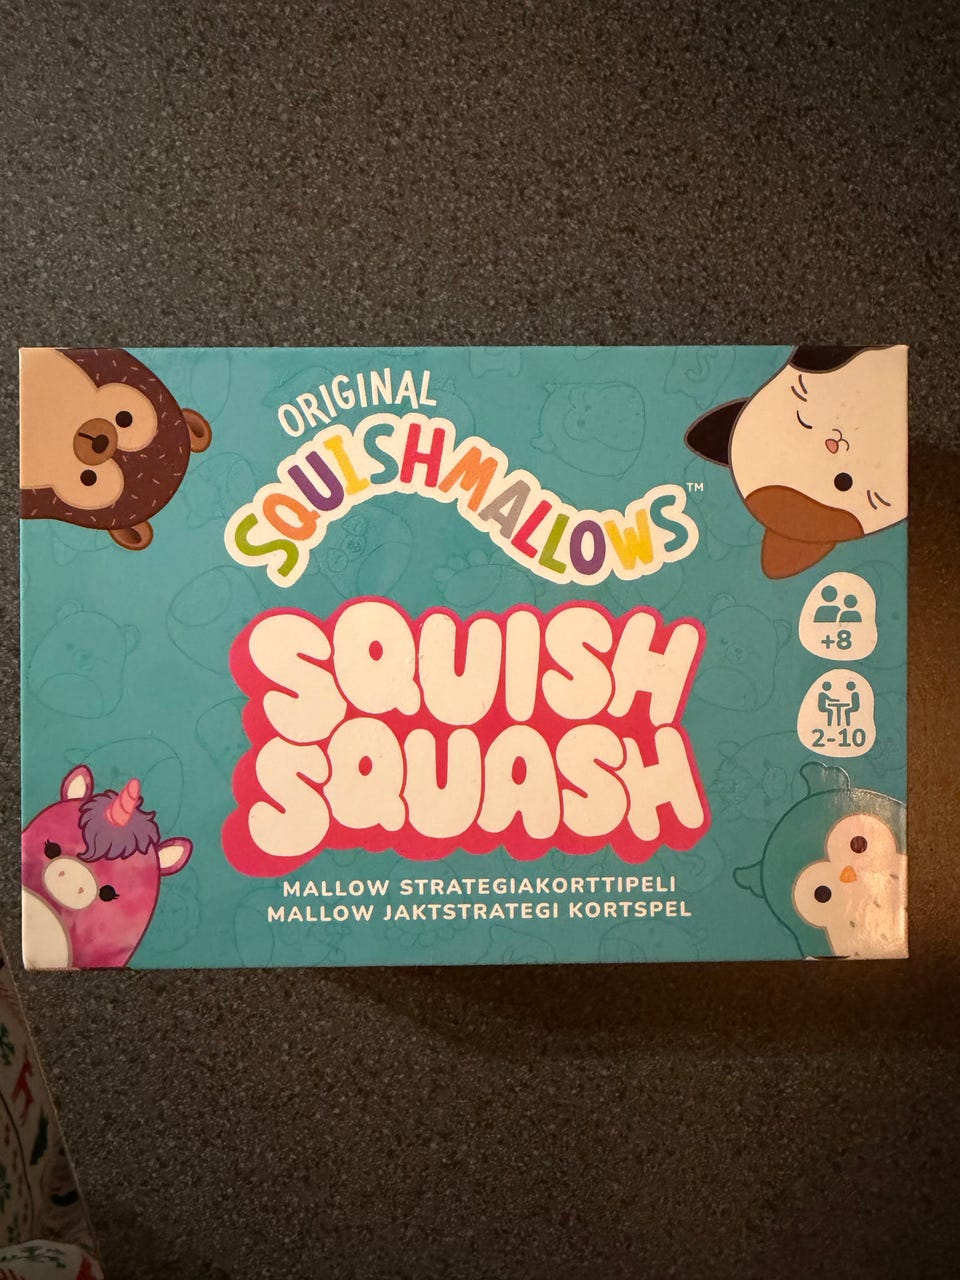 ORIGINAL
SQUISHMALLOWS™
SQUISH
SQUASH
MALLOW STRATEGIAKORTTIPELI
MALLOW JAKTSTRATEGI KORTSPEL
+8
2-10